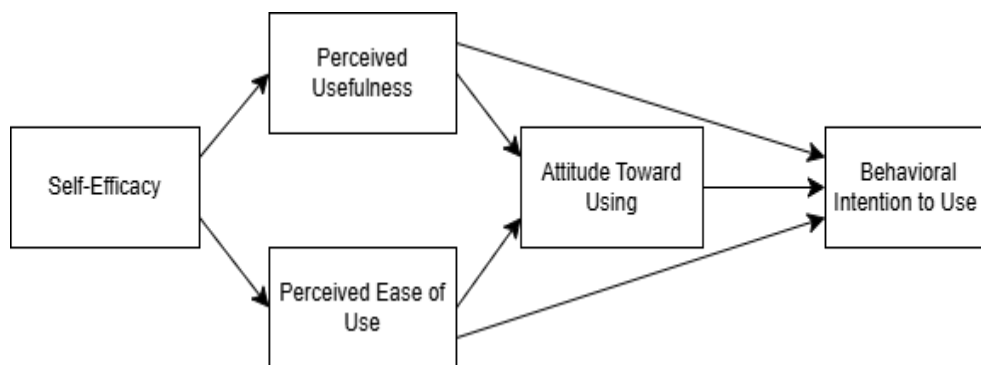 Perceived
Usefulness
Self-Efficacy
Attitude Toward
Using
Behavioral
Intention to Use
Perceived Ease of
Use